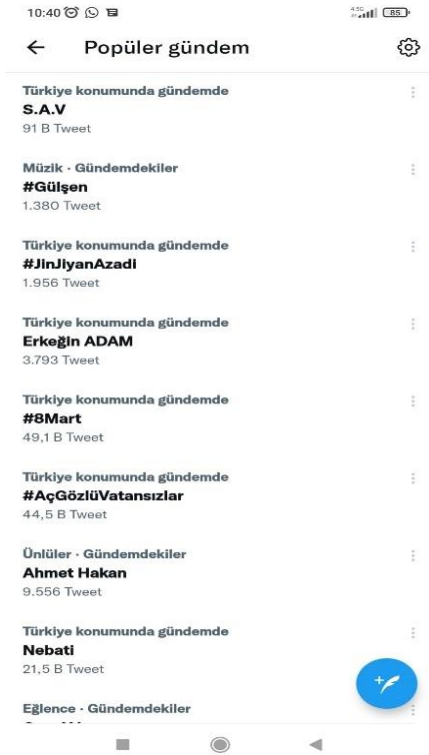 10:40
4.5G
85
Popüler gündem
Türkiye konumunda gündemde
S.A.V
91 B Tweet
Müzik · Gündemdekiler
#Gülşen
1.380 Tweet
Türkiye konumunda gündemde
#JinJiyanAzadi
1.956 Tweet
Türkiye konumunda gündemde
Erkeğin ADAM
3.793 Tweet
Türkiye konumunda gündemde
#8Mart
49,1 B Tweet
Türkiye konumunda gündemde
#AçGözlüVatansızlar
44,5 B Tweet
Ünlüler · Gündemdekiler
Ahmet Hakan
9.556 Tweet
Türkiye konumunda gündemde
Nebati
21,5 B Tweet
Eğlence · Gündemdekiler